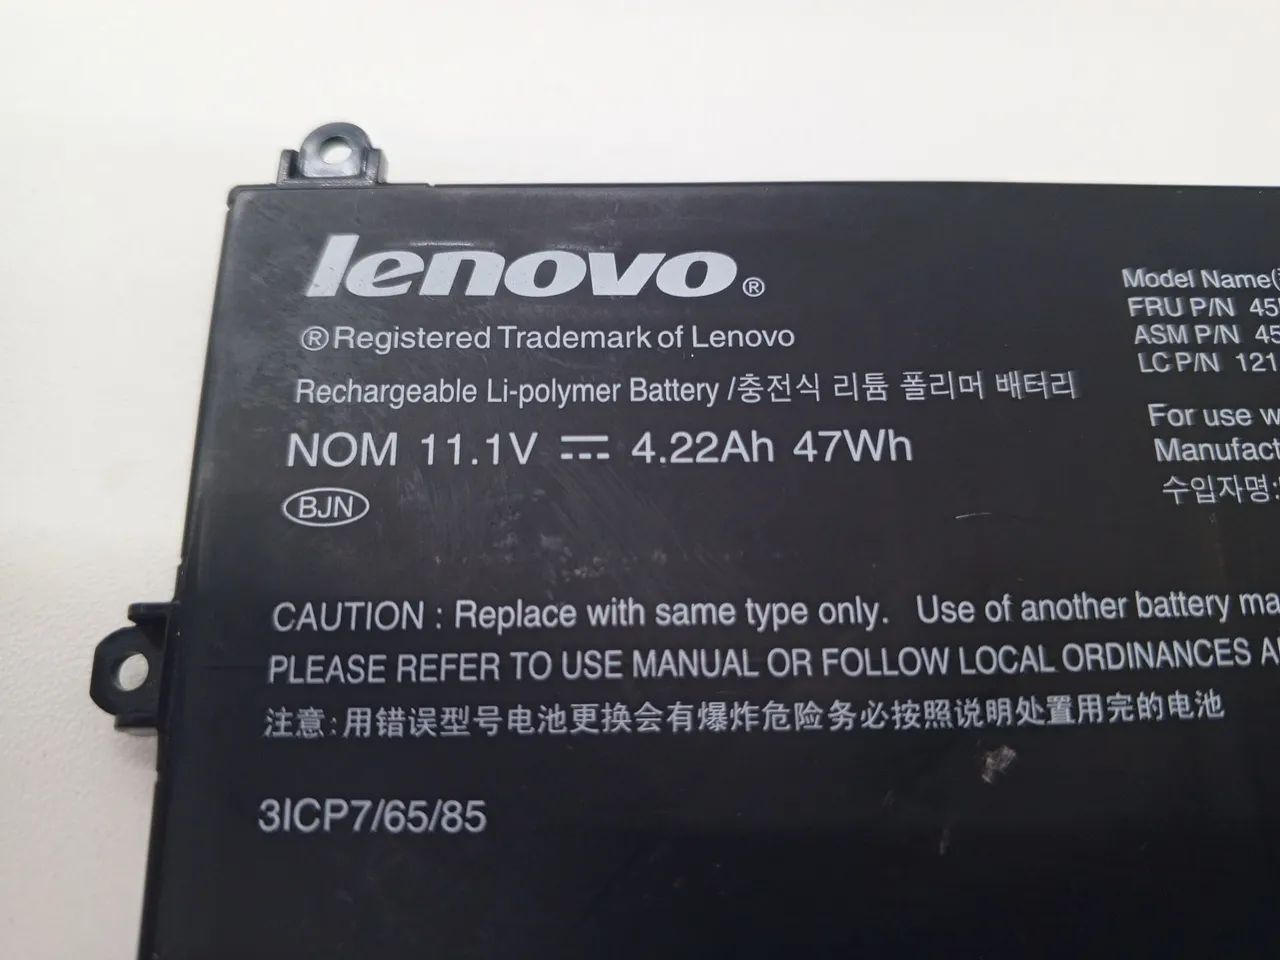 lenovo®
®Registered Trademark of Lenovo
Rechargeable Li-polymer Battery /충전식 리튬 폴리머 배터리
NOM 11.1V ⎓ 4.22Ah 47Wh
BJN
CAUTION : Replace with same type only. Use of another battery ma
PLEASE REFER TO USE MANUAL OR FOLLOW LOCAL ORDINANCES A
注意:用错误型号电池更换会有爆炸危险务必按照说明处置用完的电池
3ICP7/65/85
Model Name(
FRU P/N 45
ASM P/N 45
LC P/N 121
For use w
Manufact
수입자명: